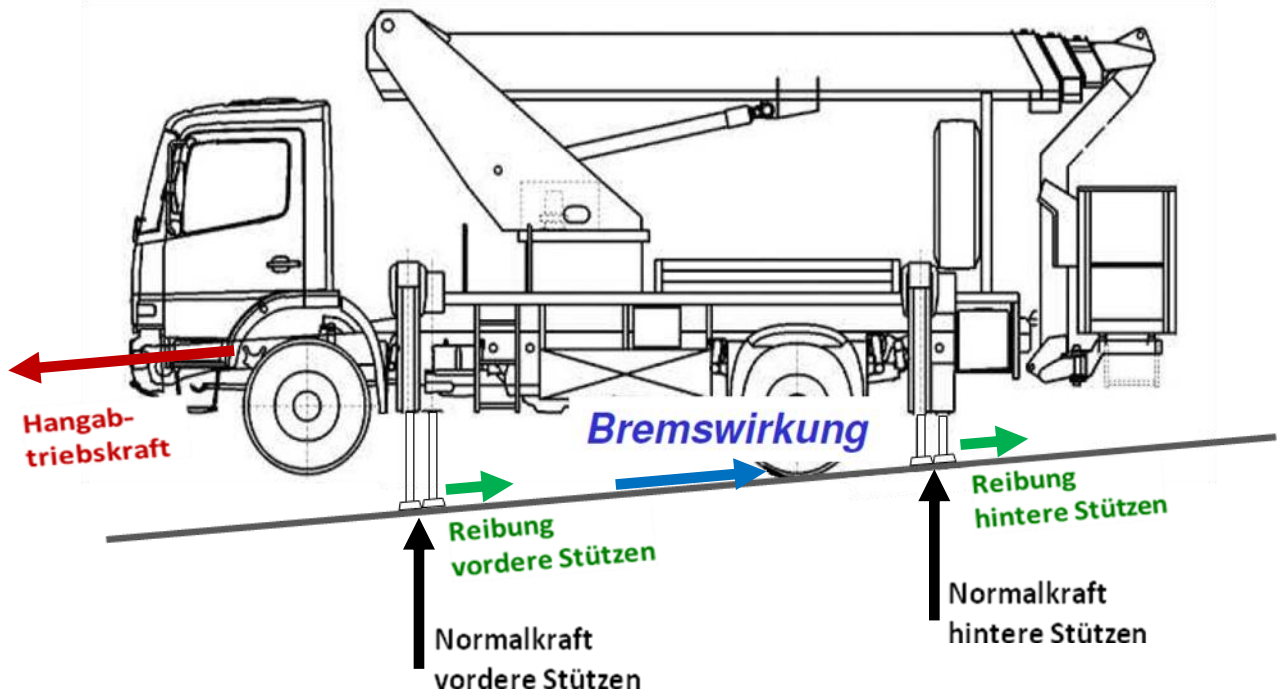 Hangab-
triebskraft
Bremswirkung
Reibung
vordere Stützen
Reibung
hintere Stützen
Normalkraft
vordere Stützen
Normalkraft
hintere Stützen